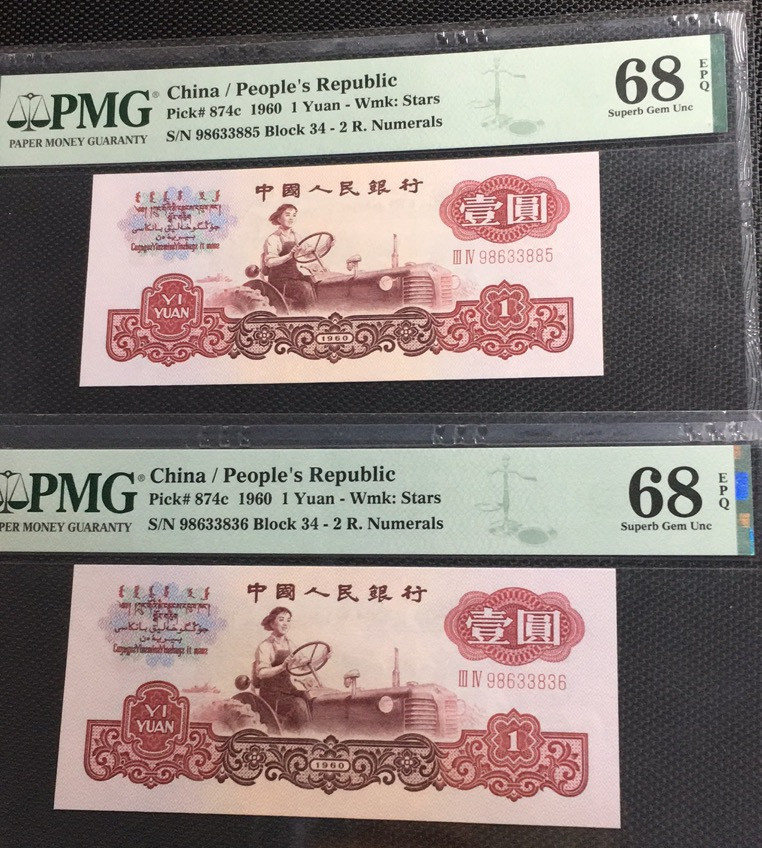 PMG®
PAPER MONEY GUARANTY
China / People's Republic
Pick# 874c 1960 1 Yuan - Wmk: Stars
S/N 98633885 Block 34 - 2 R. Numerals
68
EPQ
Superb Gem Unc
中國人民銀行
壹圓
III IV 98633885
YI
YUAN
1960
1
PMG®
PER MONEY GUARANTY
China / People's Republic
Pick# 874c 1960 1 Yuan - Wmk: Stars
S/N 98633836 Block 34 - 2 R. Numerals
68
EPQ
Superb Gem Unc
中國人民銀行
壹圓
III IV 98633836
YI
YUAN
1960
1